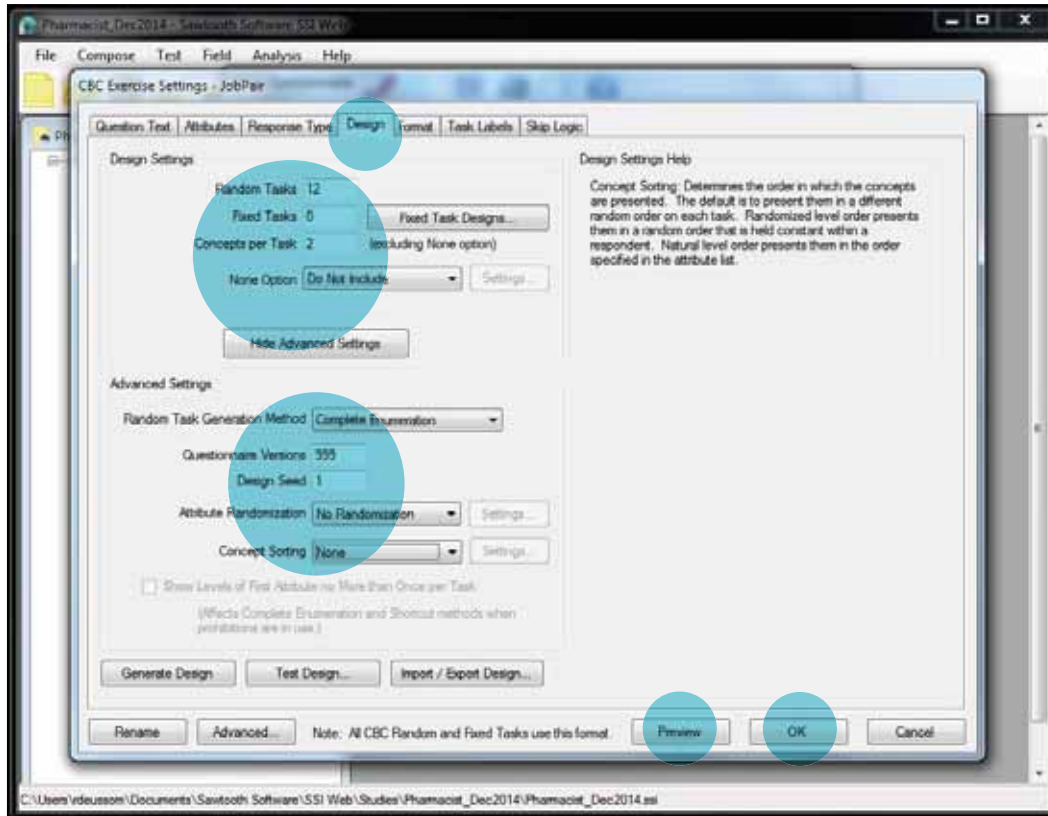 Pharmacist_Dec2014 - Sawtooth Software SSI Web
File Compose Test Field Analysis Help
CBC Exercise Settings - JobPair
Question Text Attributes Response Type Design Format Task Labels Skip Logic
Design Settings
Random Tasks 12
Fixed Tasks 0 Fixed Task Designs...
Concepts per Task 2 (excluding None option)
None Option Do Not Include Settings...
Hide Advanced Settings
Design Settings Help
Concept Sorting: Determines the order in which the concepts
are presented. The default is to present them in a different
random order on each task. Randomized level order presents
them in a random order that is held constant within a
respondent. Natural level order presents them in the order
specified in the attribute list.
Advanced Settings
Random Task Generation Method Complete Enumeration
Questionnaire Versions 555
Design Seed 1
Attribute Randomization No Randomization Settings...
Concept Sorting None Settings...
Show Levels of First Attribute no More than Once per Task
(Affects Complete Enumeration and Shortcut methods when
prohibitions are in use.)
Generate Design Test Design... Import / Export Design...
Rename Advanced... Note: All CBC Random and Fixed Tasks use this format. Preview OK Cancel
C:\Users\rdeussom\Documents\Sawtooth Software\SSI Web\Studies\Pharmacist_Dec2014\Pharmacist_Dec2014.ssi